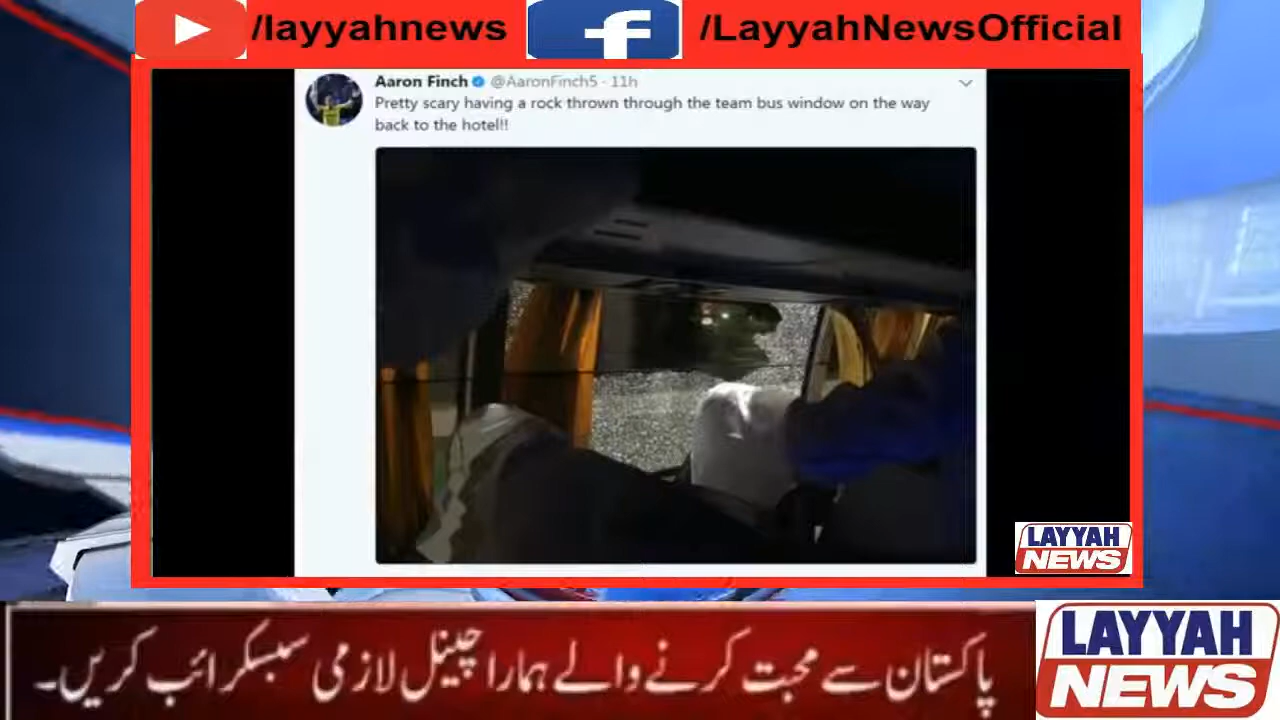 /layyahnews
/LayyahNewsOfficial
Aaron Finch @AaronFinch5 · 11h
Pretty scary having a rock thrown through the team bus window on the way
back to the hotel!!
LAYYAH
NEWS
پاکستان سے محبت کرنے والے ہمارا چینل لازمی سبسکرائب کریں۔
LAYYAH
NEWS